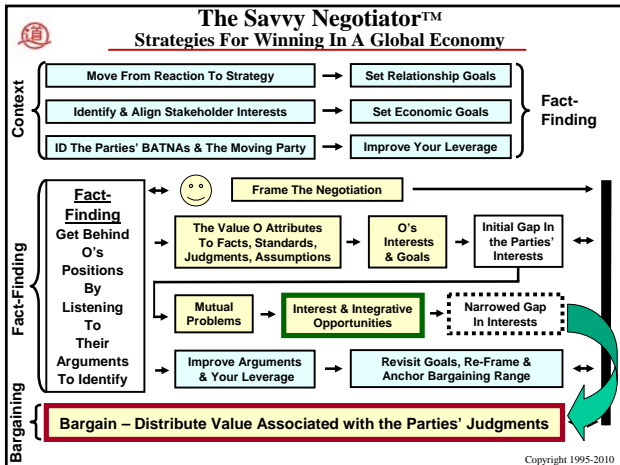 道
The Savvy Negotiator™
Strategies For Winning In A Global Economy
Context
Move From Reaction To Strategy
Set Relationship Goals
Identify & Align Stakeholder Interests
Set Economic Goals
ID The Parties' BATNAs & The Moving Party
Improve Your Leverage
Fact-
Finding
Fact-Finding
Fact-
Finding
Get Behind
O's
Positions
By
Listening
To
Their
Arguments
To Identify
Frame The Negotiation
The Value O Attributes
To Facts, Standards,
Judgments, Assumptions
O's
Interests
& Goals
Initial Gap In
the Parties'
Interests
Mutual
Problems
Interest & Integrative
Opportunities
Narrowed Gap
In Interests
Improve Arguments
& Your Leverage
Revisit Goals, Re-Frame &
Anchor Bargaining Range
Bargaining
Bargain – Distribute Value Associated with the Parties' Judgments
Copyright 1995-2010